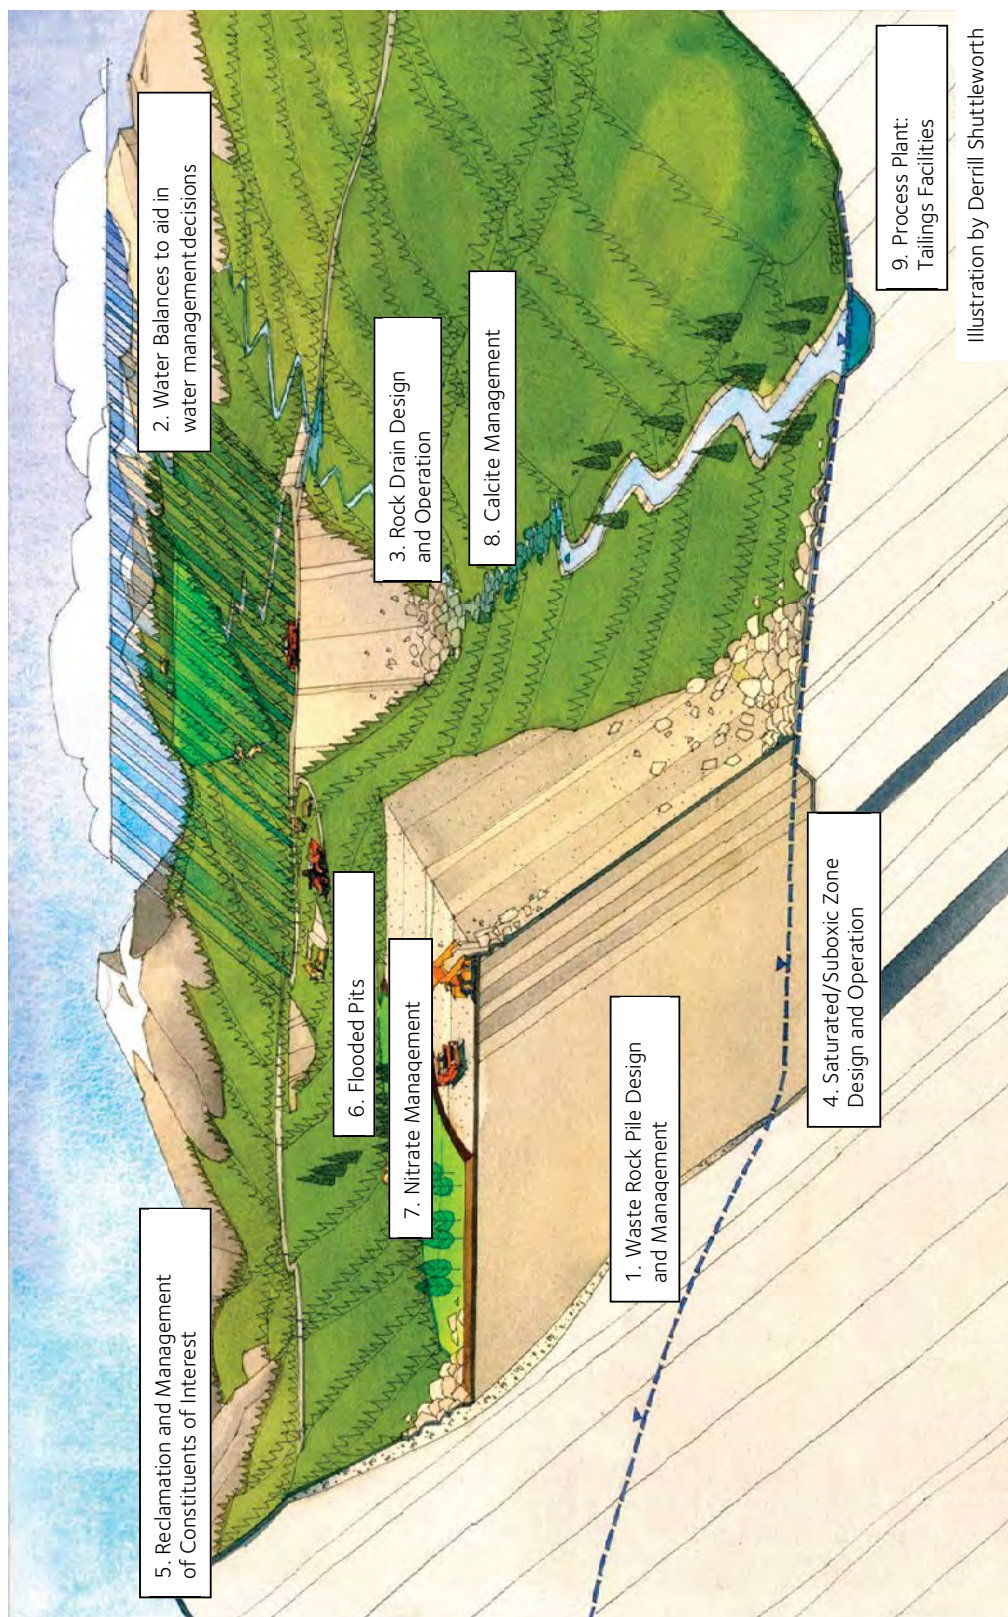 5. Reclamation and Management
of Constituents of Interest
2. Water Balances to aid in
water management decisions
6. Flooded Pits
3. Rock Drain Design
and Operation
7. Nitrate Management
8. Calcite Management
1. Waste Rock Pile Design
and Management
4. Saturated/Suboxic Zone
Design and Operation
9. Process Plant:
Tailings Facilities
Illustration by Derrill Shuttleworth